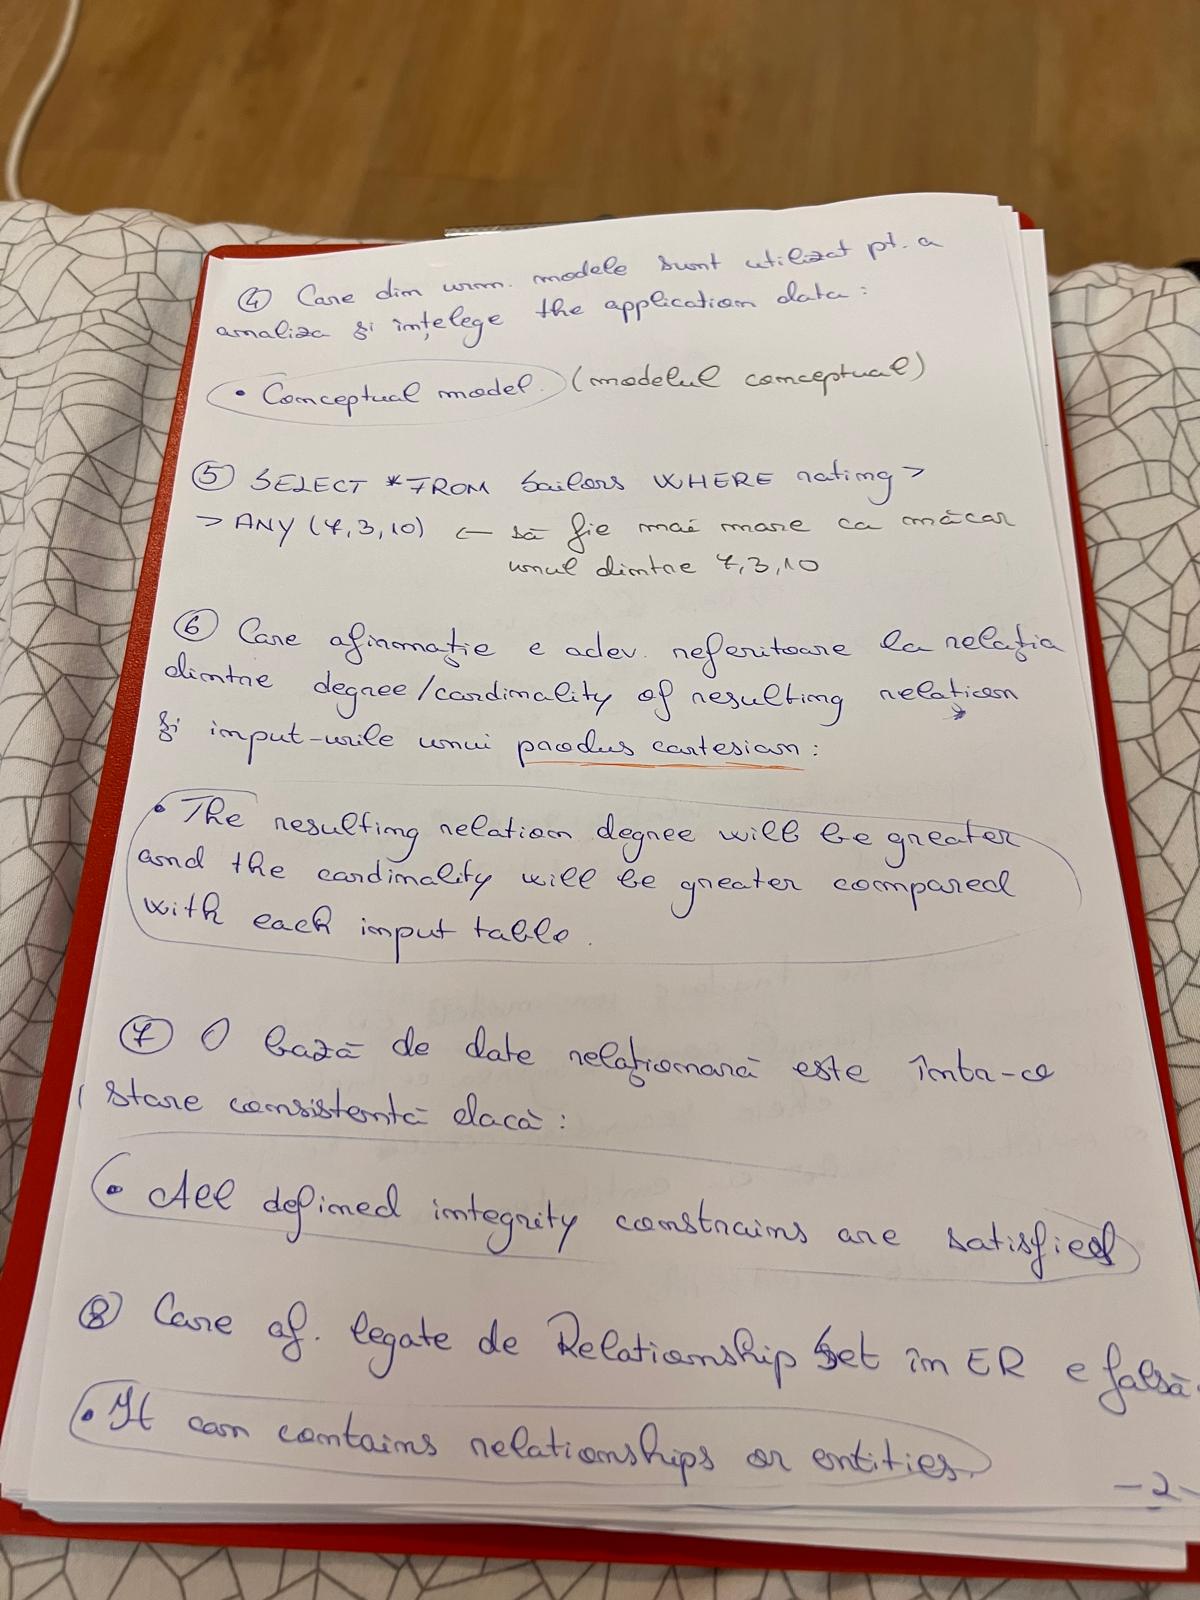 ④ Care din urm. modele sunt utilizat pt. a
analiza și înțelege the application data:
• Conceptual model. (modelul conceptual)
⑤ SELECT * FROM Sailors WHERE rating >
> ANY (7,3,10) ← să fie mai mare ca măcar
unul dintre 7,3,10
⑥ Care afirmație e adev. referitoare la relația
dintre degree/cardinality of resulting relation
și input-urile unui produs cartesian:
• The resulting relation degree will be greater
and the cardinality will be greater compared
with each input table.
⑦ O bază de date relaționară este într-o
stare consistentă dacă:
• All defined integrity constrains are satisfied
⑧ Care af. legate de Relationship Set în ER e falsă.
• It can contains relationships or entities.
-2-